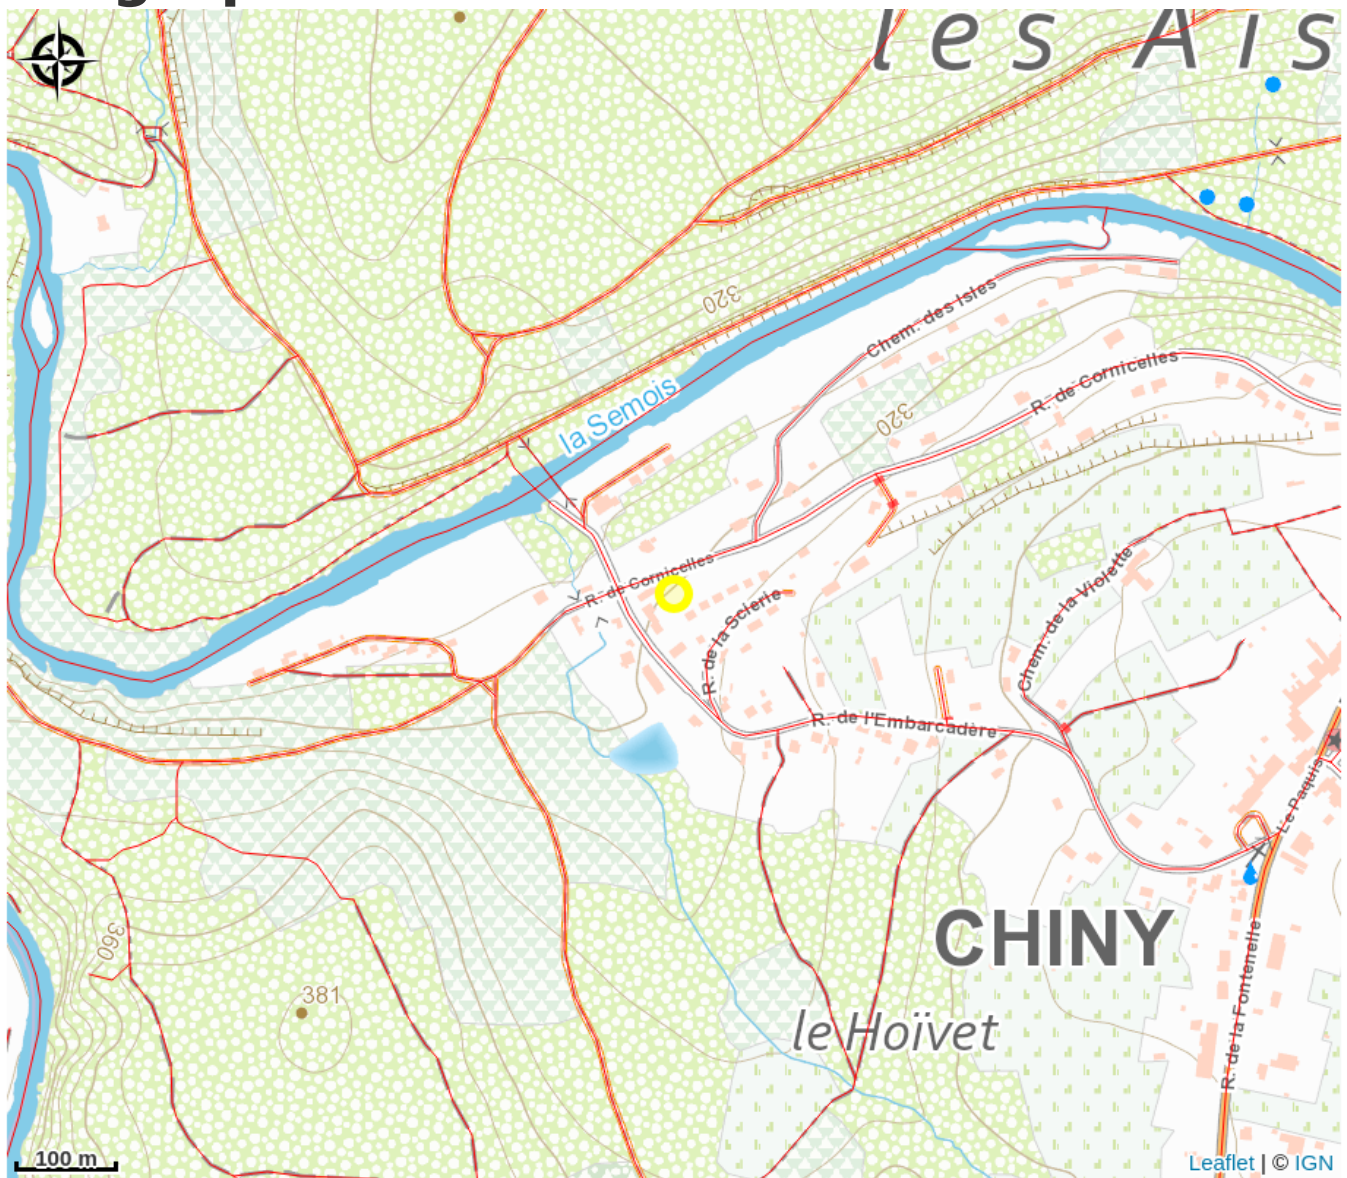 les Ais
320
Chem. des Isles
R. de Cornicelles
la Semois
320
R. de Cornicelles
Chem. de la Violette
R. de la Scierie
R. de l'Embarcadère
Le Paquis
CHINY
360
381
R. de la Fontenelle
le Hoïvet
100 m
Leaflet | © IGN